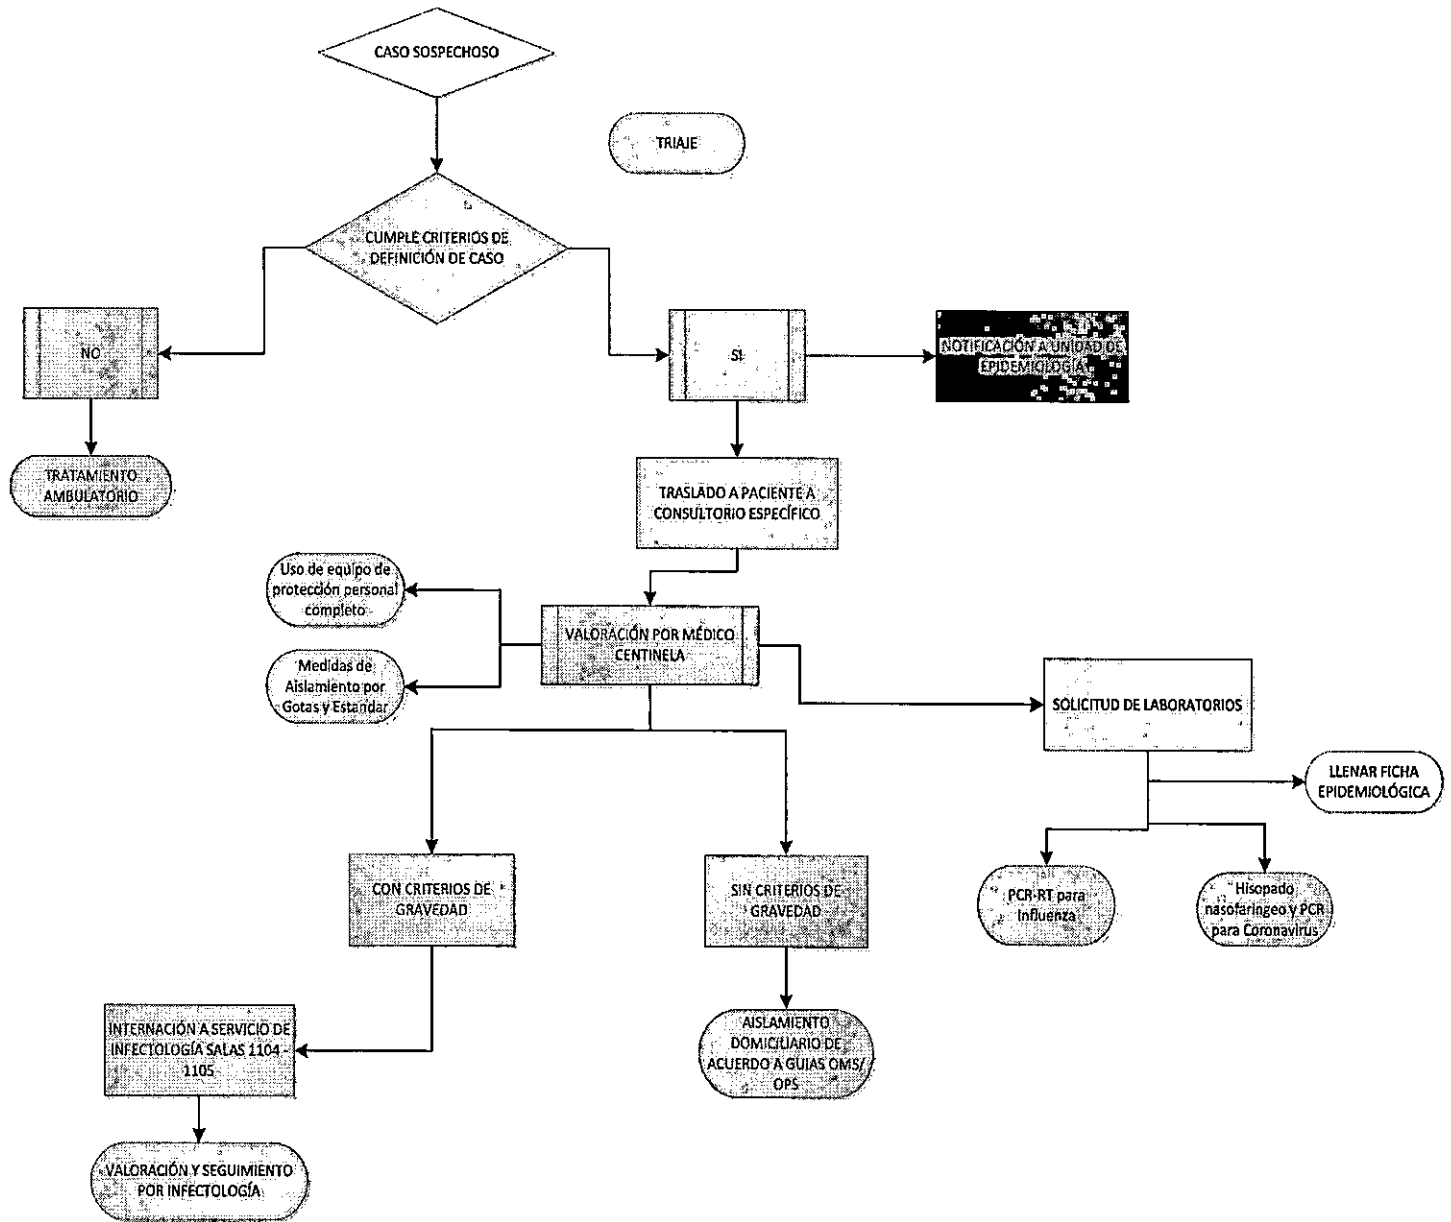 CASO SOSPECHOSO
TRIAJE
CUMPLE CRITERIOS DE
DEFINICIÓN DE CASO
NO
SI
NOTIFICACIÓN A UNIDAD DE
EPIDEMIOLOGÍA
TRATAMIENTO
AMBULATORIO
TRASLADO A PACIENTE A
CONSULTORIO ESPECÍFICO
Uso de equipo de
protección personal
completo
VALORACIÓN POR MÉDICO
CENTINELA
Medidas de
Aislamiento por
Gotas y Estandar
SOLICITUD DE LABORATORIOS
LLENAR FICHA
EPIDEMIOLÓGICA
CON CRITERIOS DE
GRAVEDAD
SIN CRITERIOS DE
GRAVEDAD
PCR-RT para
Influenza
Hisopado
nasofaringeo y PCR
para Coronavirus
INTERNACIÓN A SERVICIO DE
INFECTOLOGÍA SALAS 1104 -
1105
AISLAMIENTO
DOMICILIARIO DE
ACUERDO A GUIAS OMS/
OPS
VALORACIÓN Y SEGUIMIENTO
POR INFECTOLOGÍA